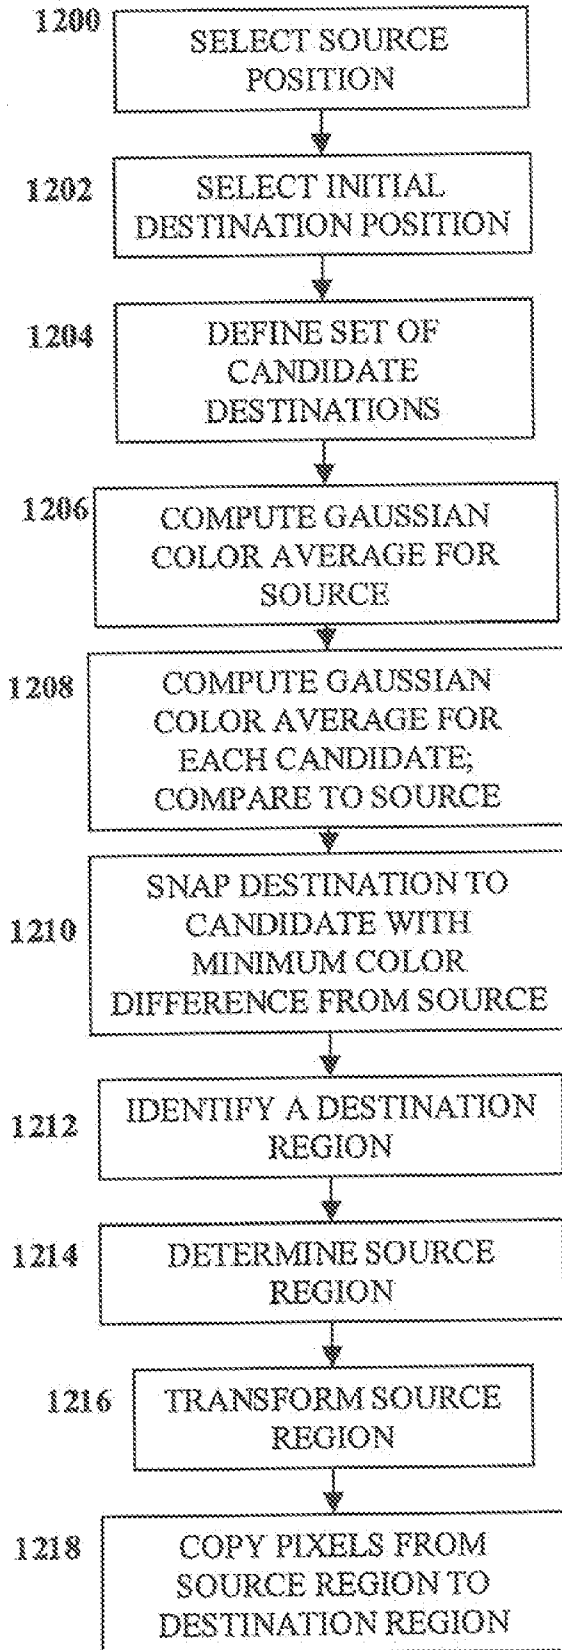 1200
SELECT SOURCE
POSITION
1202
SELECT INITIAL
DESTINATION POSITION
1204
DEFINE SET OF
CANDIDATE
DESTINATIONS
1206
COMPUTE GAUSSIAN
COLOR AVERAGE FOR
SOURCE
1208
COMPUTE GAUSSIAN
COLOR AVERAGE FOR
EACH CANDIDATE;
COMPARE TO SOURCE
1210
SNAP DESTINATION TO
CANDIDATE WITH
MINIMUM COLOR
DIFFERENCE FROM SOURCE
1212
IDENTIFY A DESTINATION
REGION
1214
DETERMINE SOURCE
REGION
1216
TRANSFORM SOURCE
REGION
1218
COPY PIXELS FROM
SOURCE REGION TO
DESTINATION REGION